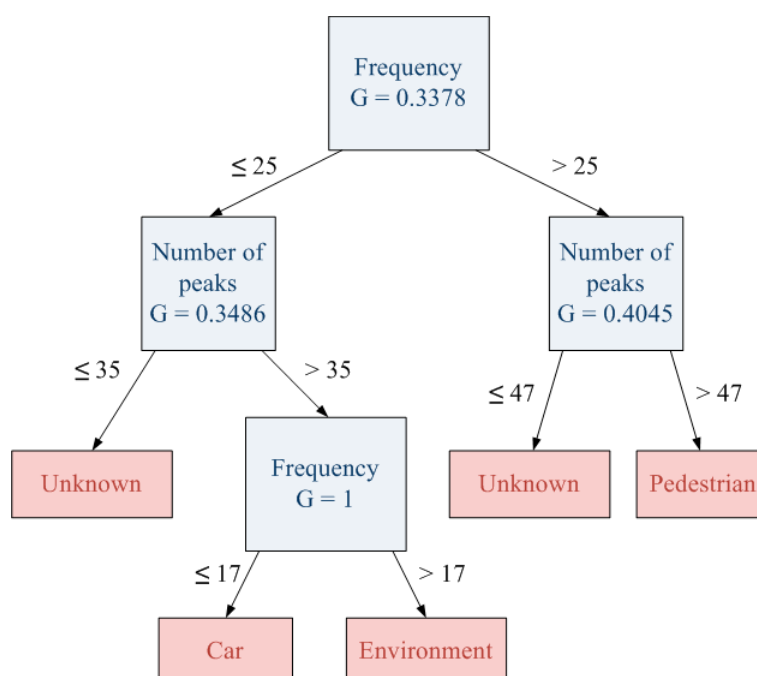 Frequency
G = 0.3378
≤ 25
> 25
Number of
peaks
G = 0.3486
Number of
peaks
G = 0.4045
≤ 35
> 35
≤ 47
> 47
Unknown
Frequency
G = 1
Unknown
Pedestrian
≤ 17
> 17
Car
Environment